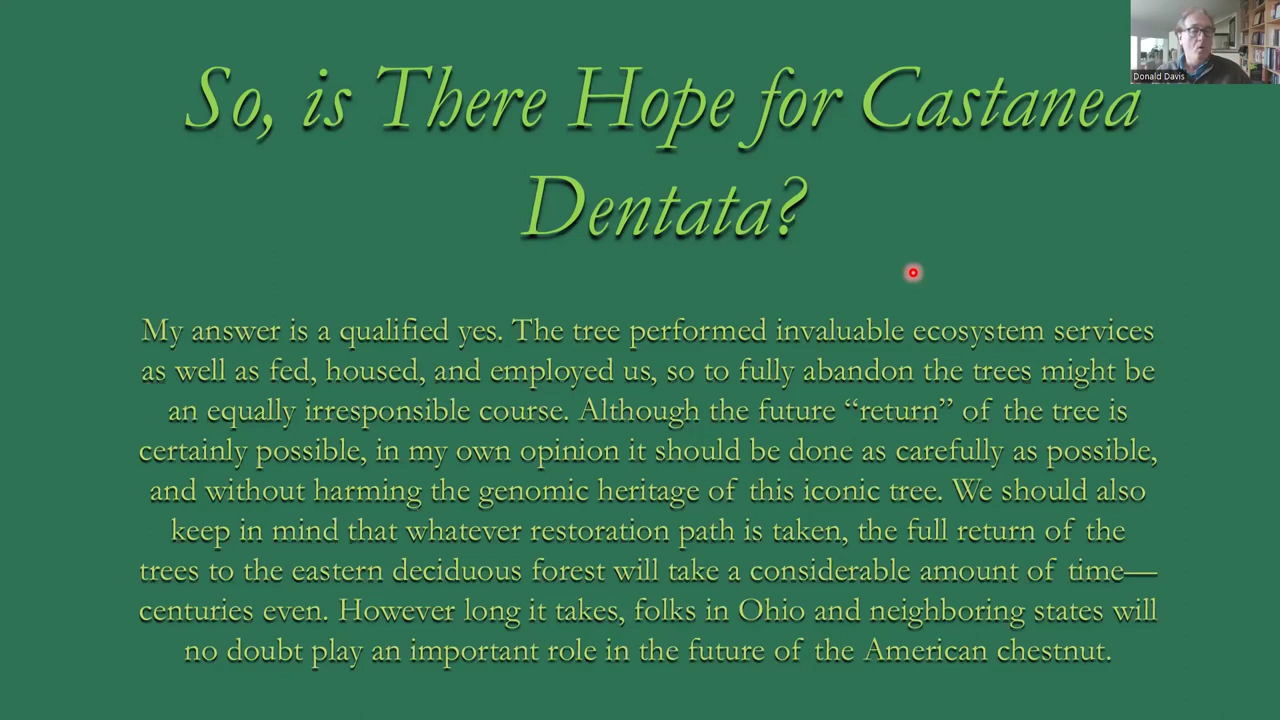 So, is There Hope for Castanea
Dentata?
Donald Davis
My answer is a qualified yes. The tree performed invaluable ecosystem services
as well as fed, housed, and employed us, so to fully abandon the trees might be
an equally irresponsible course. Although the future “return” of the tree is
certainly possible, in my own opinion it should be done as carefully as possible,
and without harming the genomic heritage of this iconic tree. We should also
keep in mind that whatever restoration path is taken, the full return of the
trees to the eastern deciduous forest will take a considerable amount of time—
centuries even. However long it takes, folks in Ohio and neighboring states will
no doubt play an important role in the future of the American chestnut.